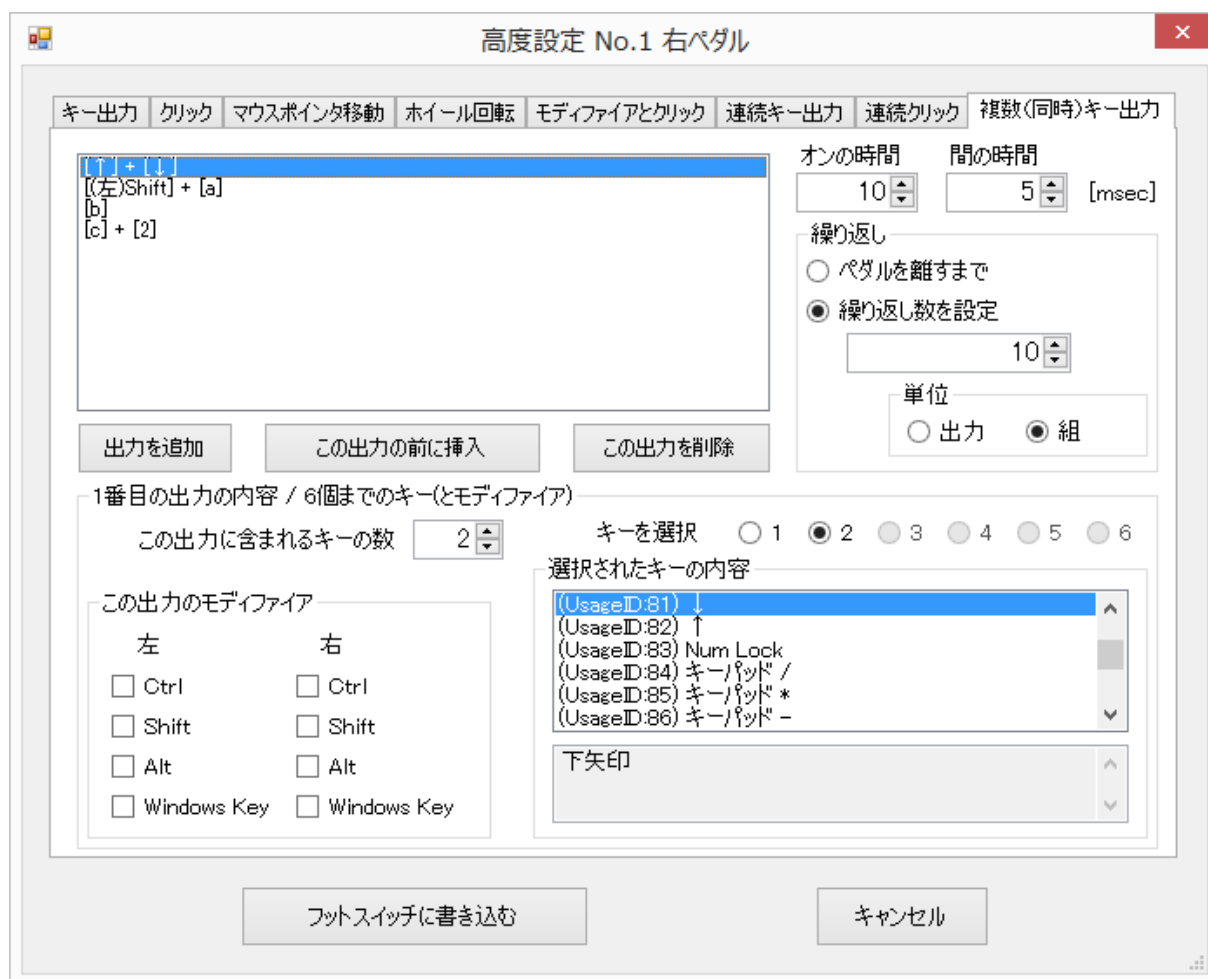 高度設定 No.1 右ペダル
キー出力 クリック マウスポインタ移動 ホイール回転 モディファイアとクリック 連続キー出力 連続クリック 複数(同時)キー出力
[↑] + [↓]
[(左)Shift] + [a]
[b]
[c] + [2]
オンの時間 間の時間
10 5 [msec]
繰り返し
ペダルを離すまで
繰り返し数を設定
10
単位
出力 組
出力を追加 この出力の前に挿入 この出力を削除
1番目の出力の内容 / 6個までのキー(とモディファイア)
この出力に含まれるキーの数 2
キーを選択 1 2 3 4 5 6
この出力のモディファイア
左 右
Ctrl Ctrl
Shift Shift
Alt Alt
Windows Key Windows Key
選択されたキーの内容
(UsageID:81) ↓
(UsageID:82) ↑
(UsageID:83) Num Lock
(UsageID:84) キーパッド /
(UsageID:85) キーパッド *
(UsageID:86) キーパッド -
下矢印
フットスイッチに書き込む キャンセル